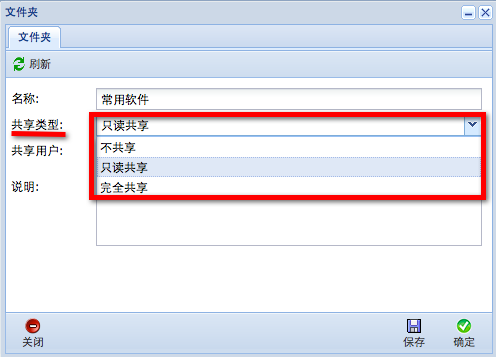 文件夹
文件夹
刷新
名称: 常用软件
共享类型: 只读共享
不共享
共享用户:
只读共享
说明: 完全共享
关闭 保存 确定